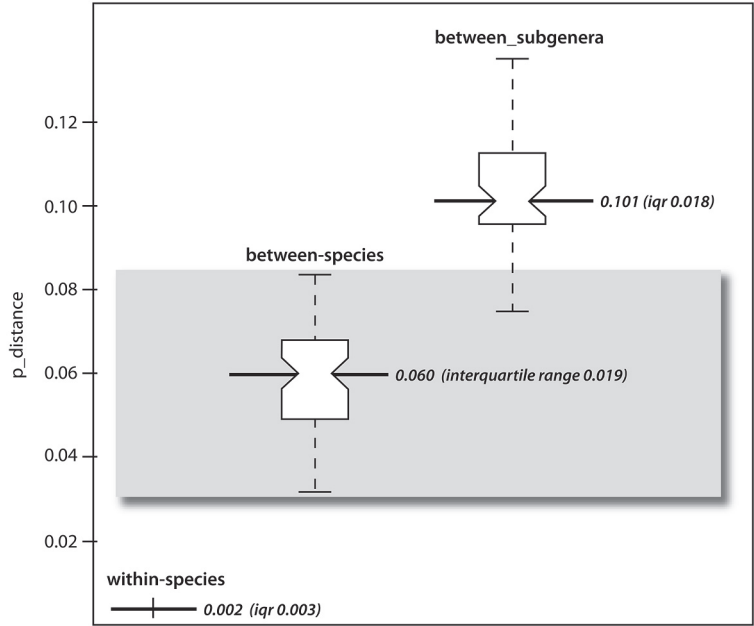 between_subgenera
0.12
0.10
0.101 (iqr 0.018)
between-species
0.08
p_distance
0.06
0.060 (interquartile range 0.019)
0.04
0.02
within-species
0.002 (iqr 0.003)